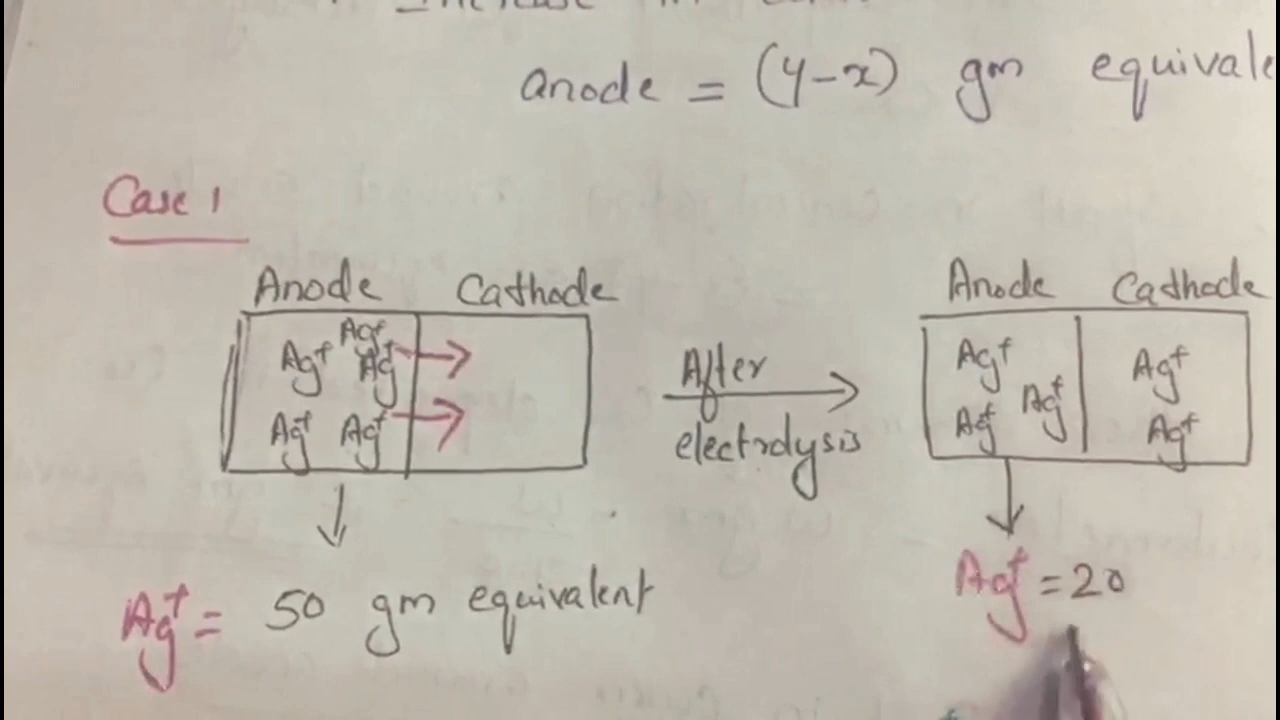 anode = (y-x) gm
Case 1
Anode Cathode
Ag+ Ag+ Ag+
Ag+ Ag+
After
electrolysis
Anode Cathode
Ag+ Ag+ Ag+
Ag+ Ag+
Ag+ = 50 gm equivalent
Ag+ = 20